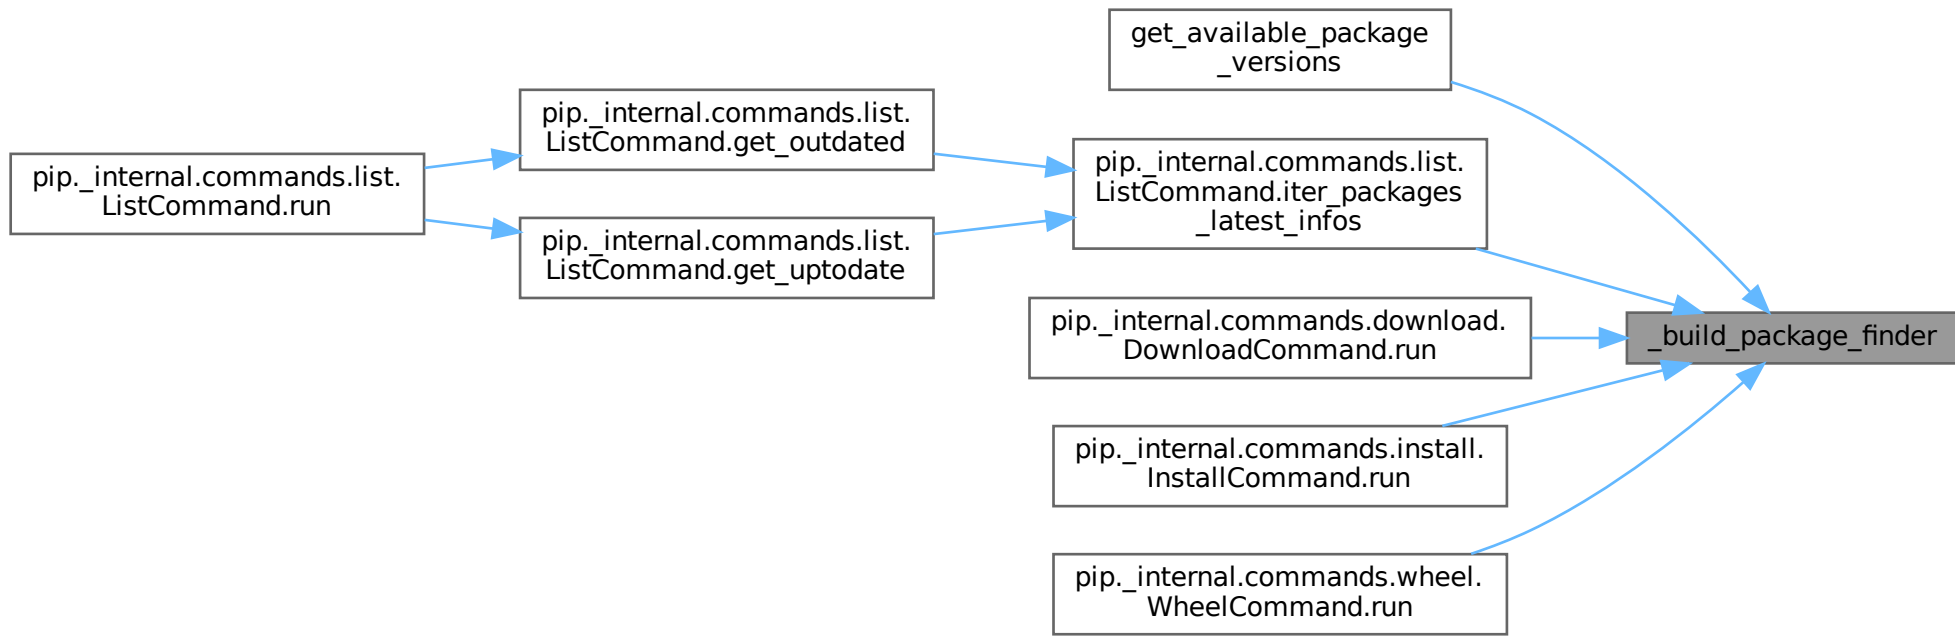 get_available_package
_versions
pip._internal.commands.list.
ListCommand.get_outdated
pip._internal.commands.list.
ListCommand.run
pip._internal.commands.list.
ListCommand.iter_packages
_latest_infos
pip._internal.commands.list.
ListCommand.get_uptodate
pip._internal.commands.download.
DownloadCommand.run
_build_package_finder
pip._internal.commands.install.
InstallCommand.run
pip._internal.commands.wheel.
WheelCommand.run